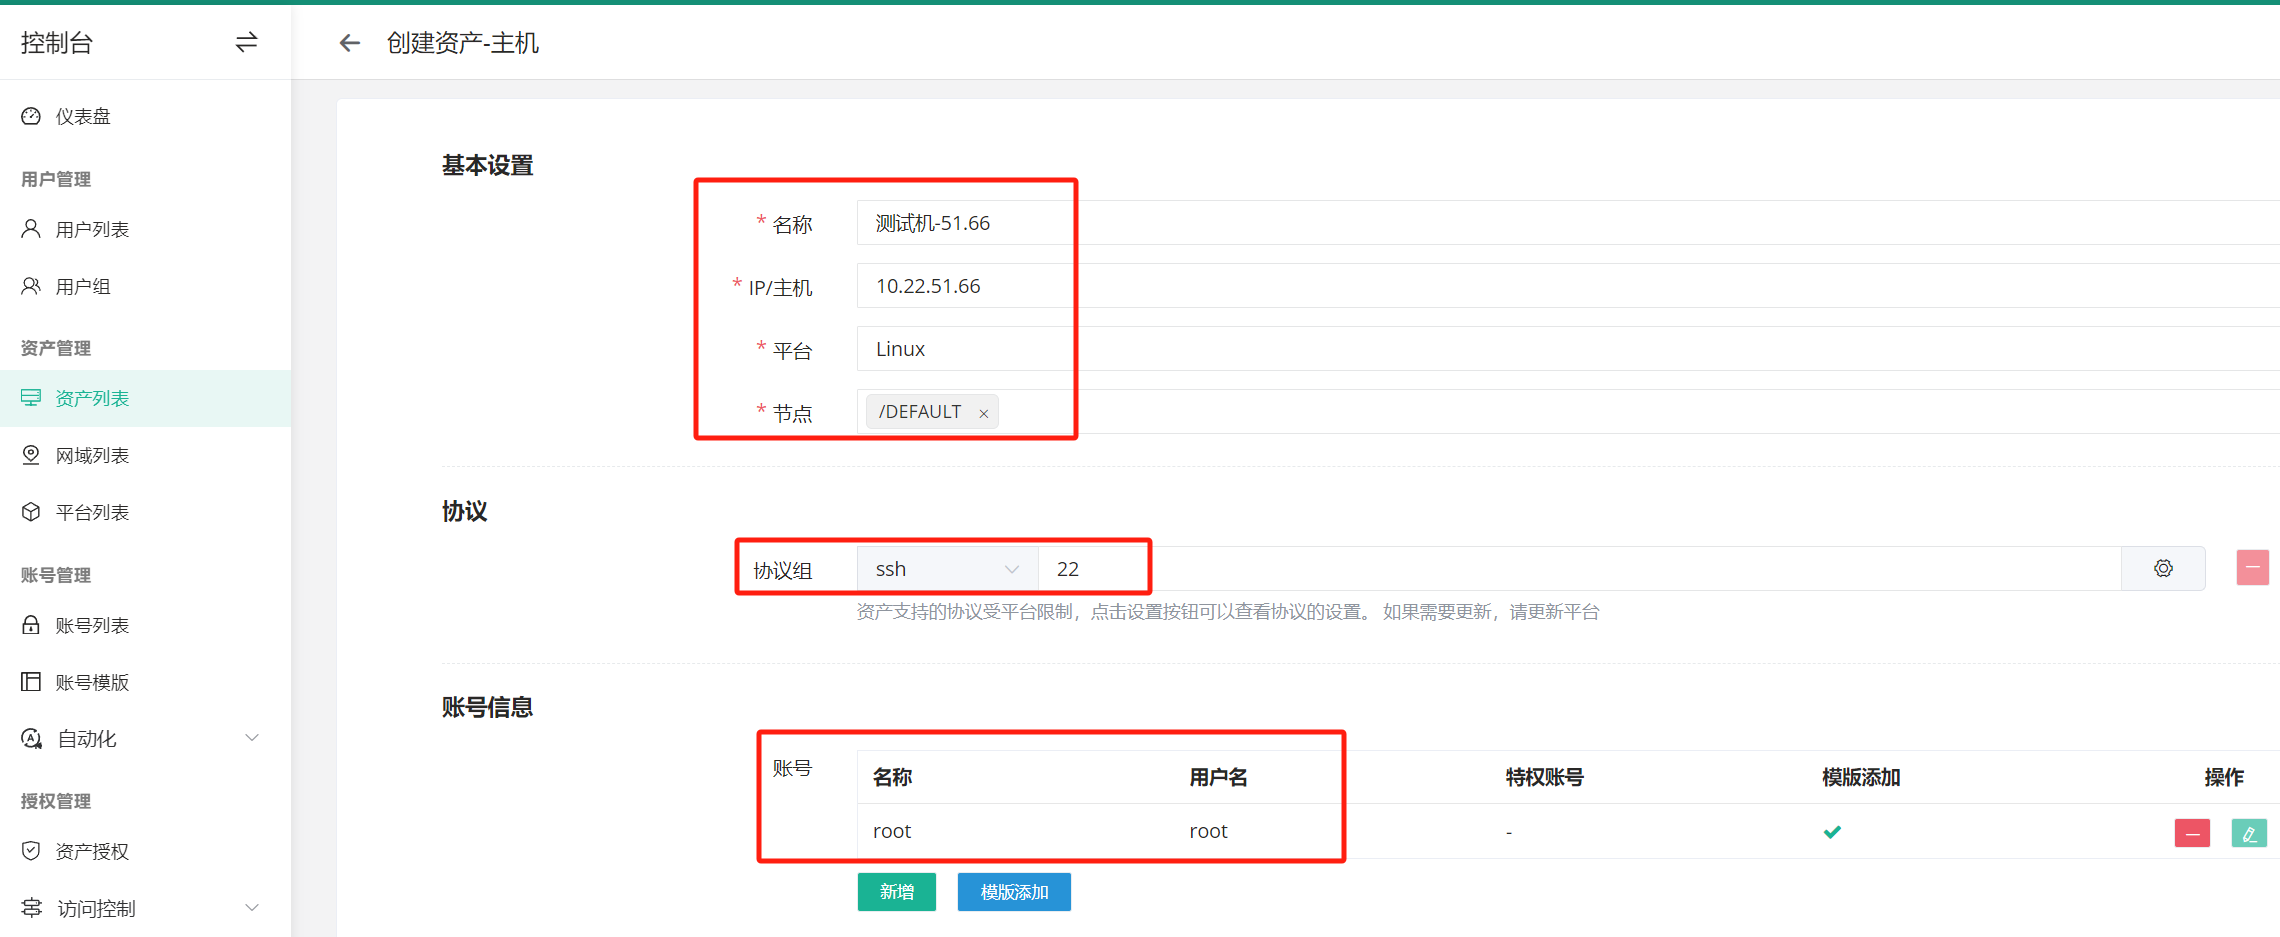 控制台
创建资产-主机
仪表盘
用户管理
用户列表
用户组
资产管理
资产列表
网域列表
平台列表
账号管理
账号列表
账号模版
自动化
授权管理
资产授权
访问控制
基本设置
* 名称 测试机-51.66
* IP/主机 10.22.51.66
* 平台 Linux
* 节点 /DEFAULT ×
协议
协议组 ssh 22
资产支持的协议受平台限制，点击设置按钮可以查看协议的设置。 如果需要更新，请更新平台
账号信息
账号 名称 用户名 特权账号 模版添加 操作
root root -
新增 模版添加